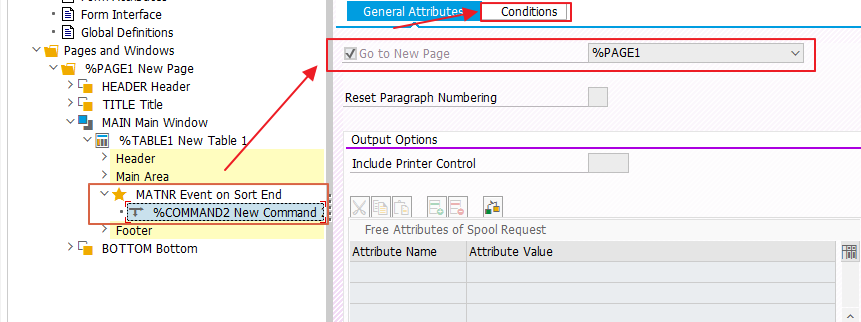 Form Attributes
Form Interface
Global Definitions
Pages and Windows
%PAGE1 New Page
HEADER Header
TITLE Title
MAIN Main Window
%TABLE1 New Table 1
Header
Main Area
MATNR Event on Sort End
%COMMAND2 New Command
Footer
BOTTOM Bottom
General Attributes
Conditions
Go to New Page
%PAGE1
Reset Paragraph Numbering
Output Options
Include Printer Control
Free Attributes of Spool Request
Attribute Name Attribute Value